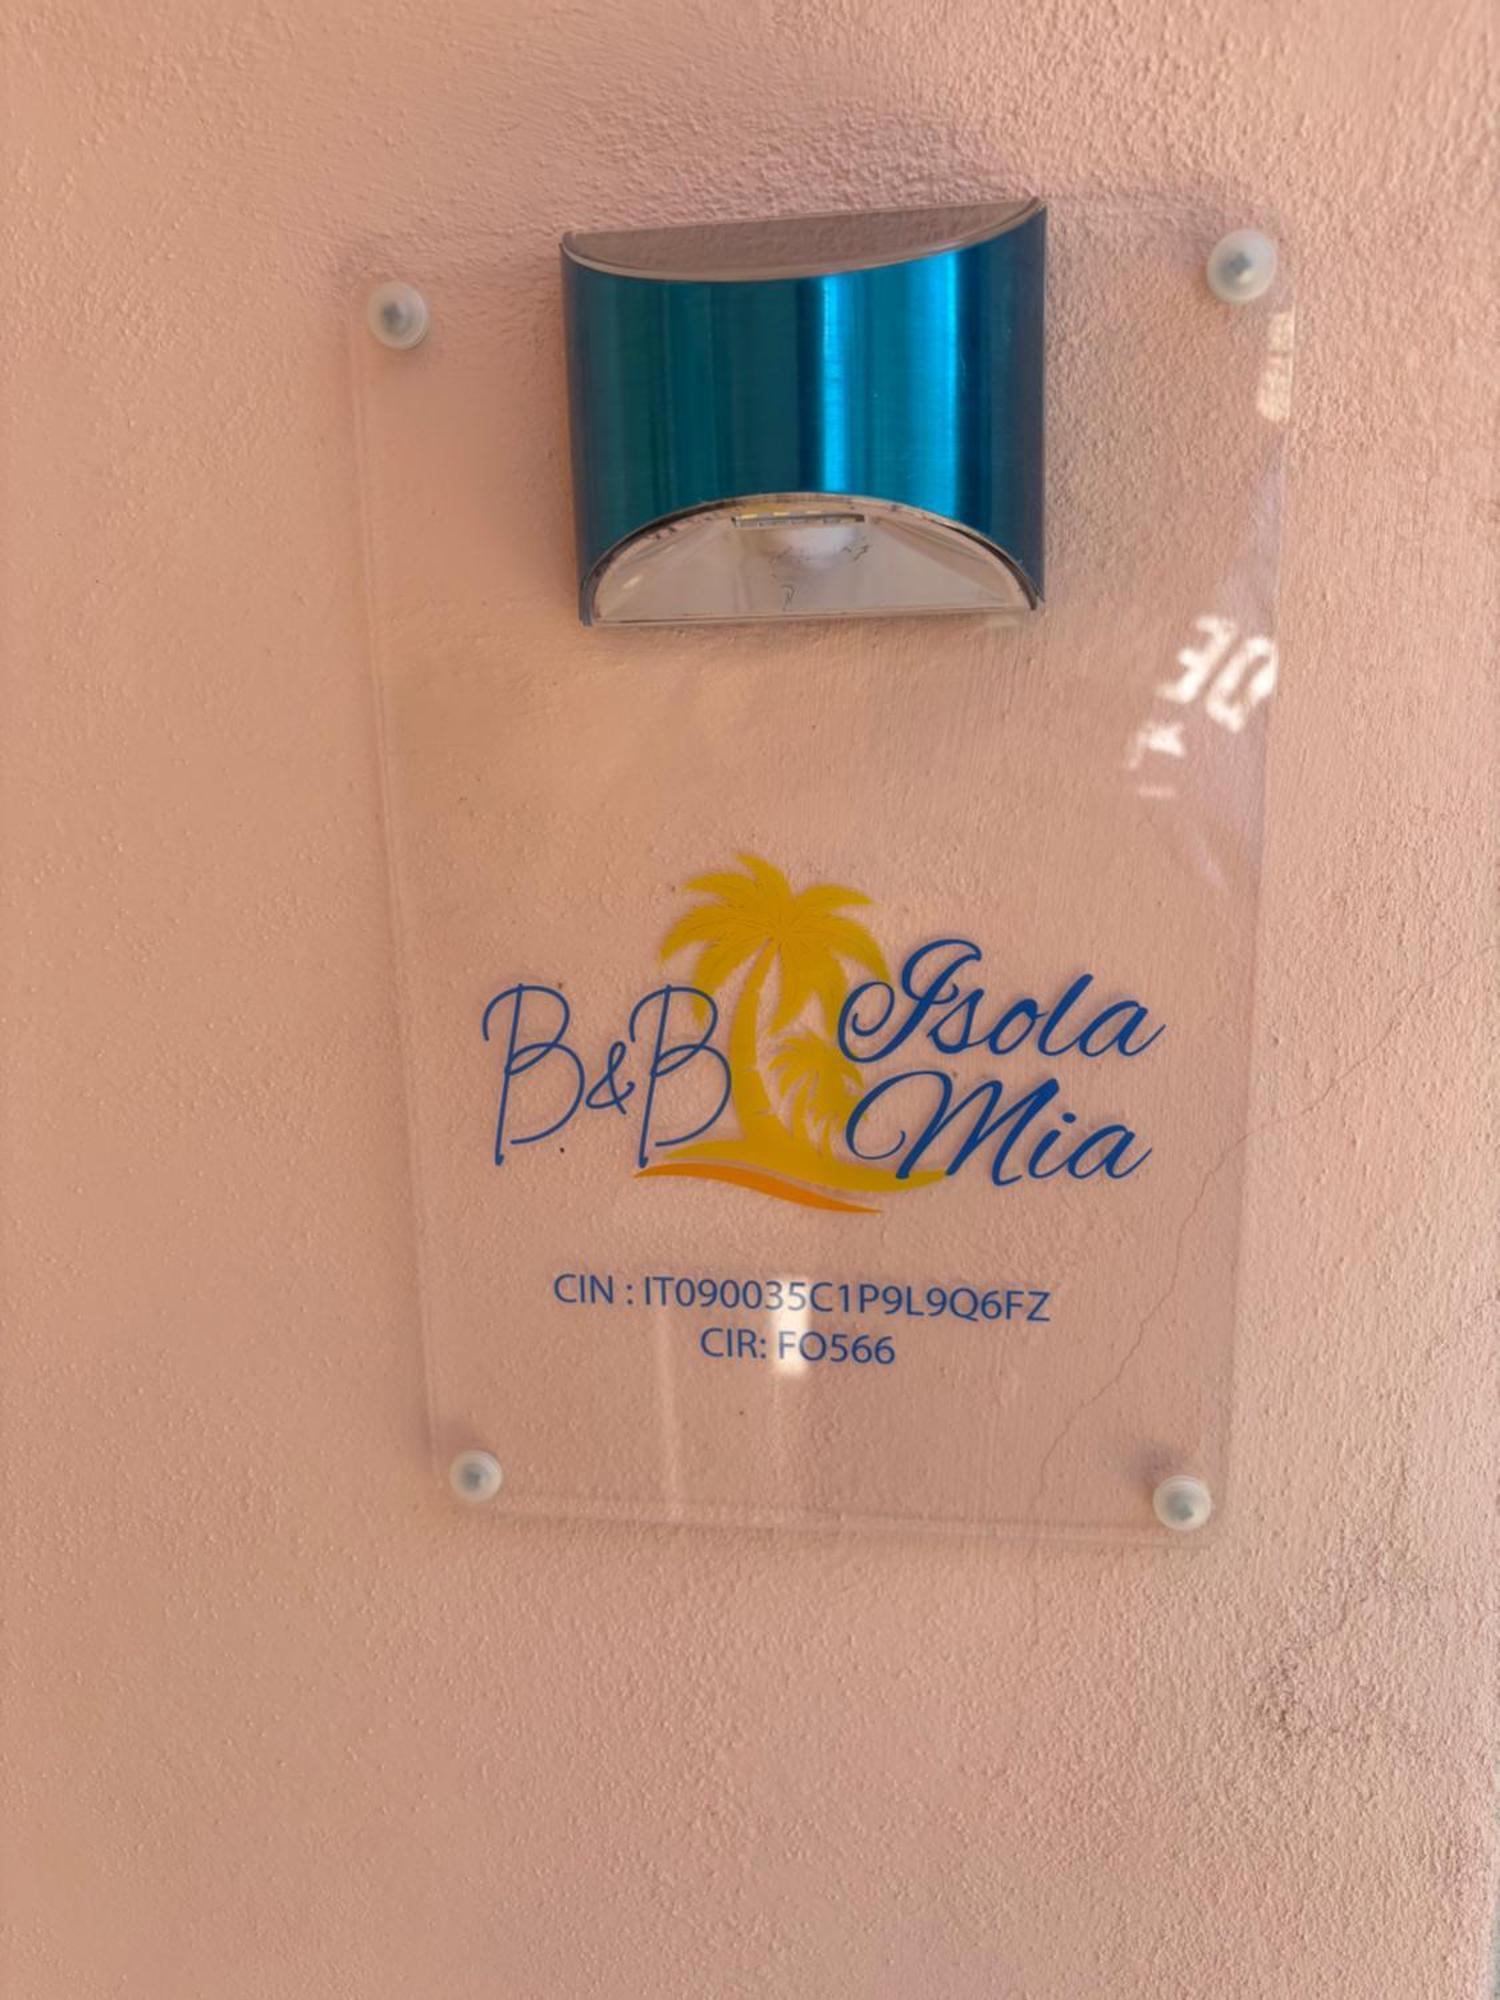 B&B Isola
Mia
CIN : IT090035C1P9L9Q6FZ
CIR: FO566